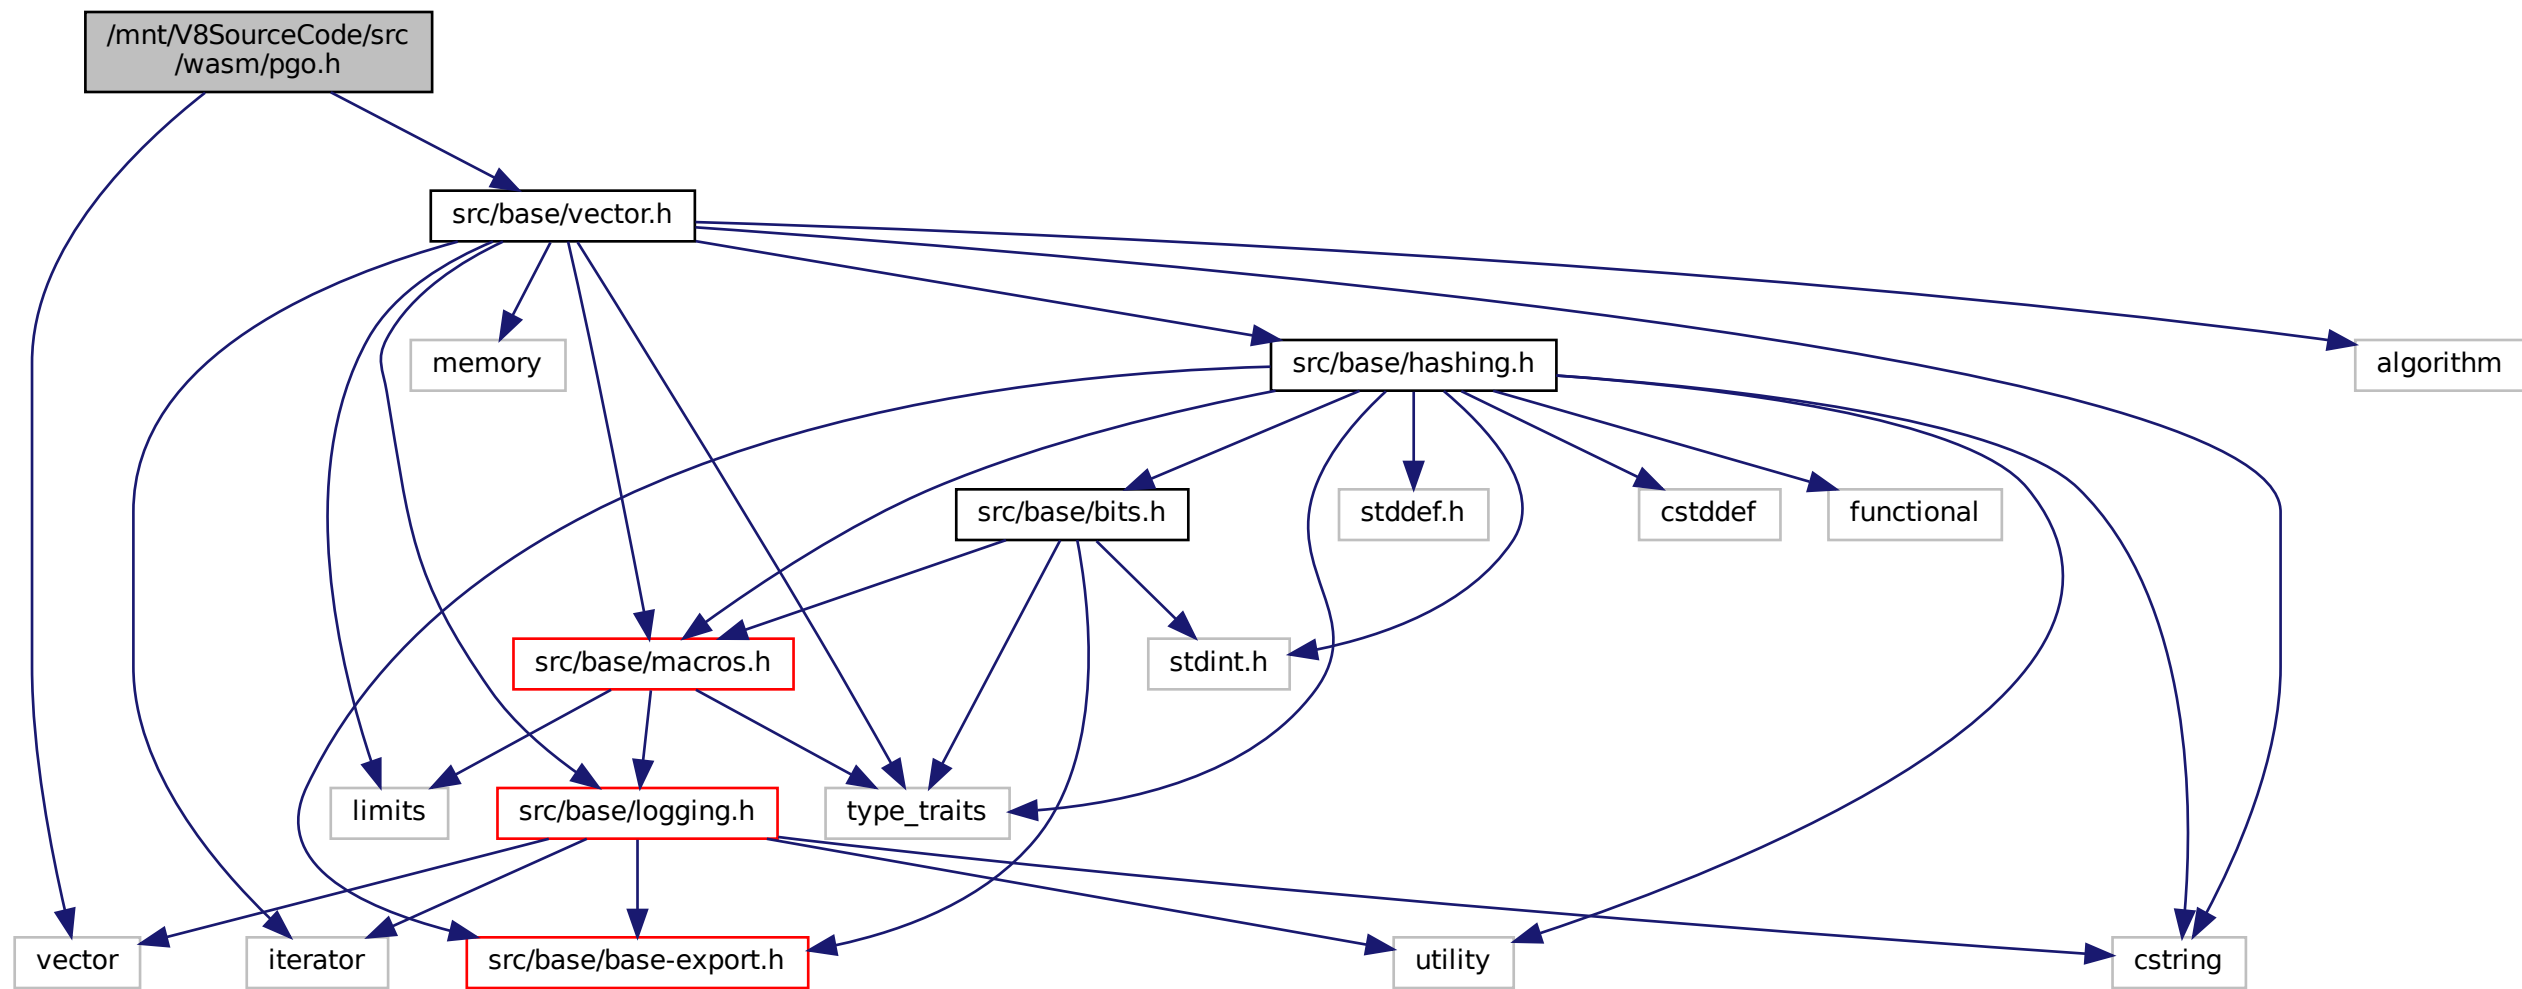 /mnt/V8SourceCode/src
/wasm/pgo.h
src/base/vector.h
memory
src/base/hashing.h
algorithm
src/base/bits.h
stddef.h
cstddef
functional
src/base/macros.h
stdint.h
limits
src/base/logging.h
type_traits
vector
iterator
src/base/base-export.h
utility
cstring